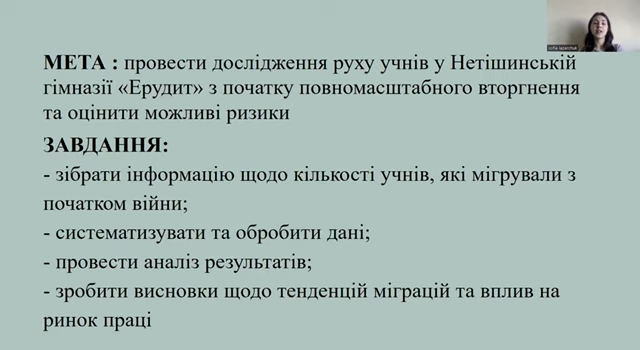 МЕТА : провести дослідження руху учнів у Нетішинській
гімназії «Ерудит» з початку повномасштабного вторгнення
та оцінити можливі ризики
ЗАВДАННЯ:
- зібрати інформацію щодо кількості учнів, які мігрували з
початком війни;
- систематизувати та обробити дані;
- провести аналіз результатів;
- зробити висновки щодо тенденцій міграцій та вплив на
ринок праці